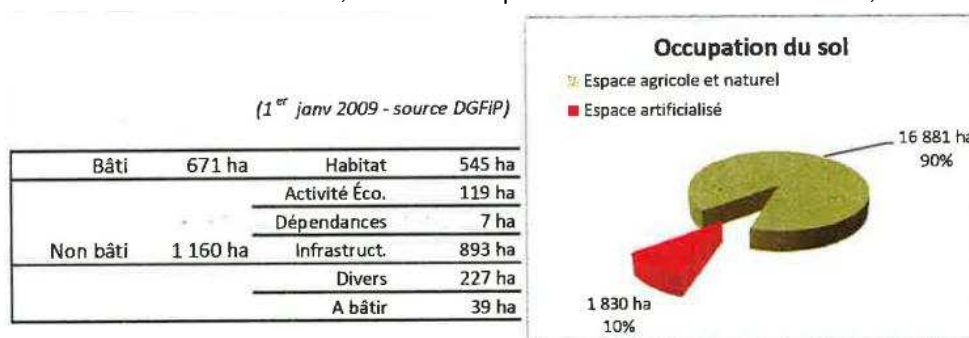 (1er janv 2009 - source DGFiP)
Bâti 671 ha Habitat 545 ha
Activité Éco. 119 ha
Dépendances 7 ha
Non bâti 1 160 ha Infrastruct. 893 ha
Divers 227 ha
A bâtir 39 ha
Occupation du sol
Espace agricole et naturel
Espace artificialisé
16 881 ha
90%
1 830 ha
10%